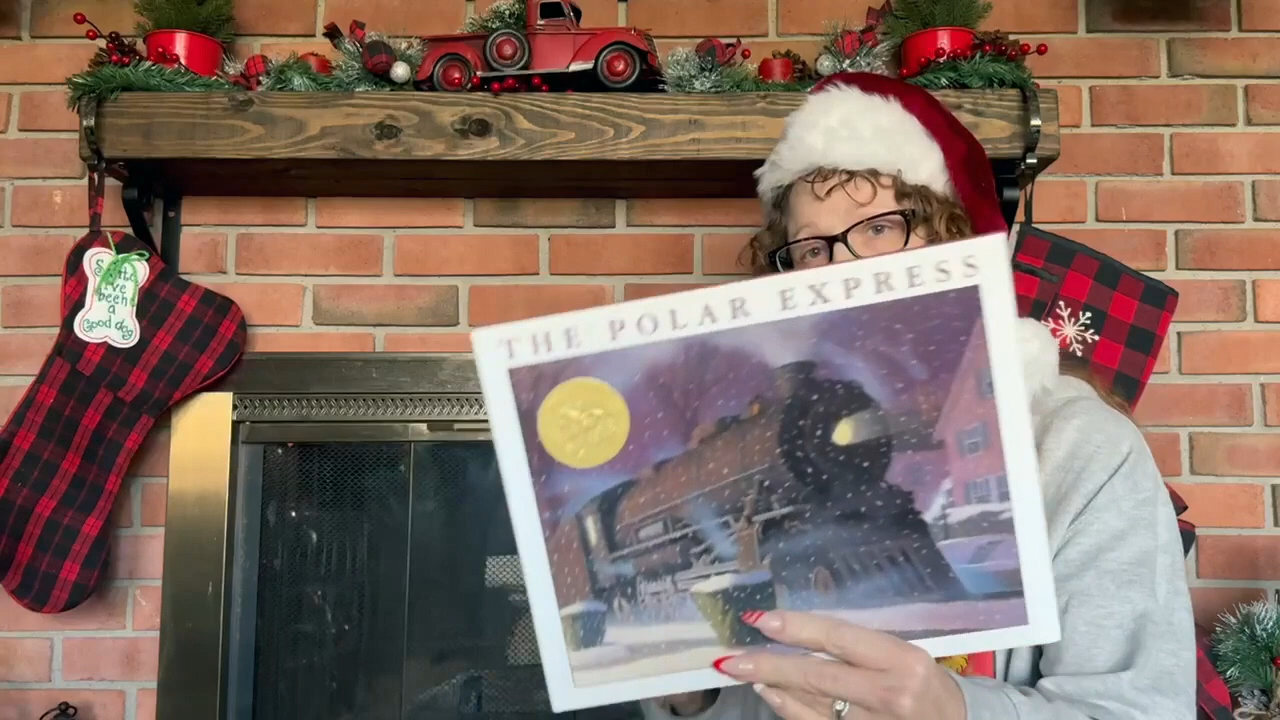 Santa
I've
been
a
Good dog
THE POLAR EXPRESS